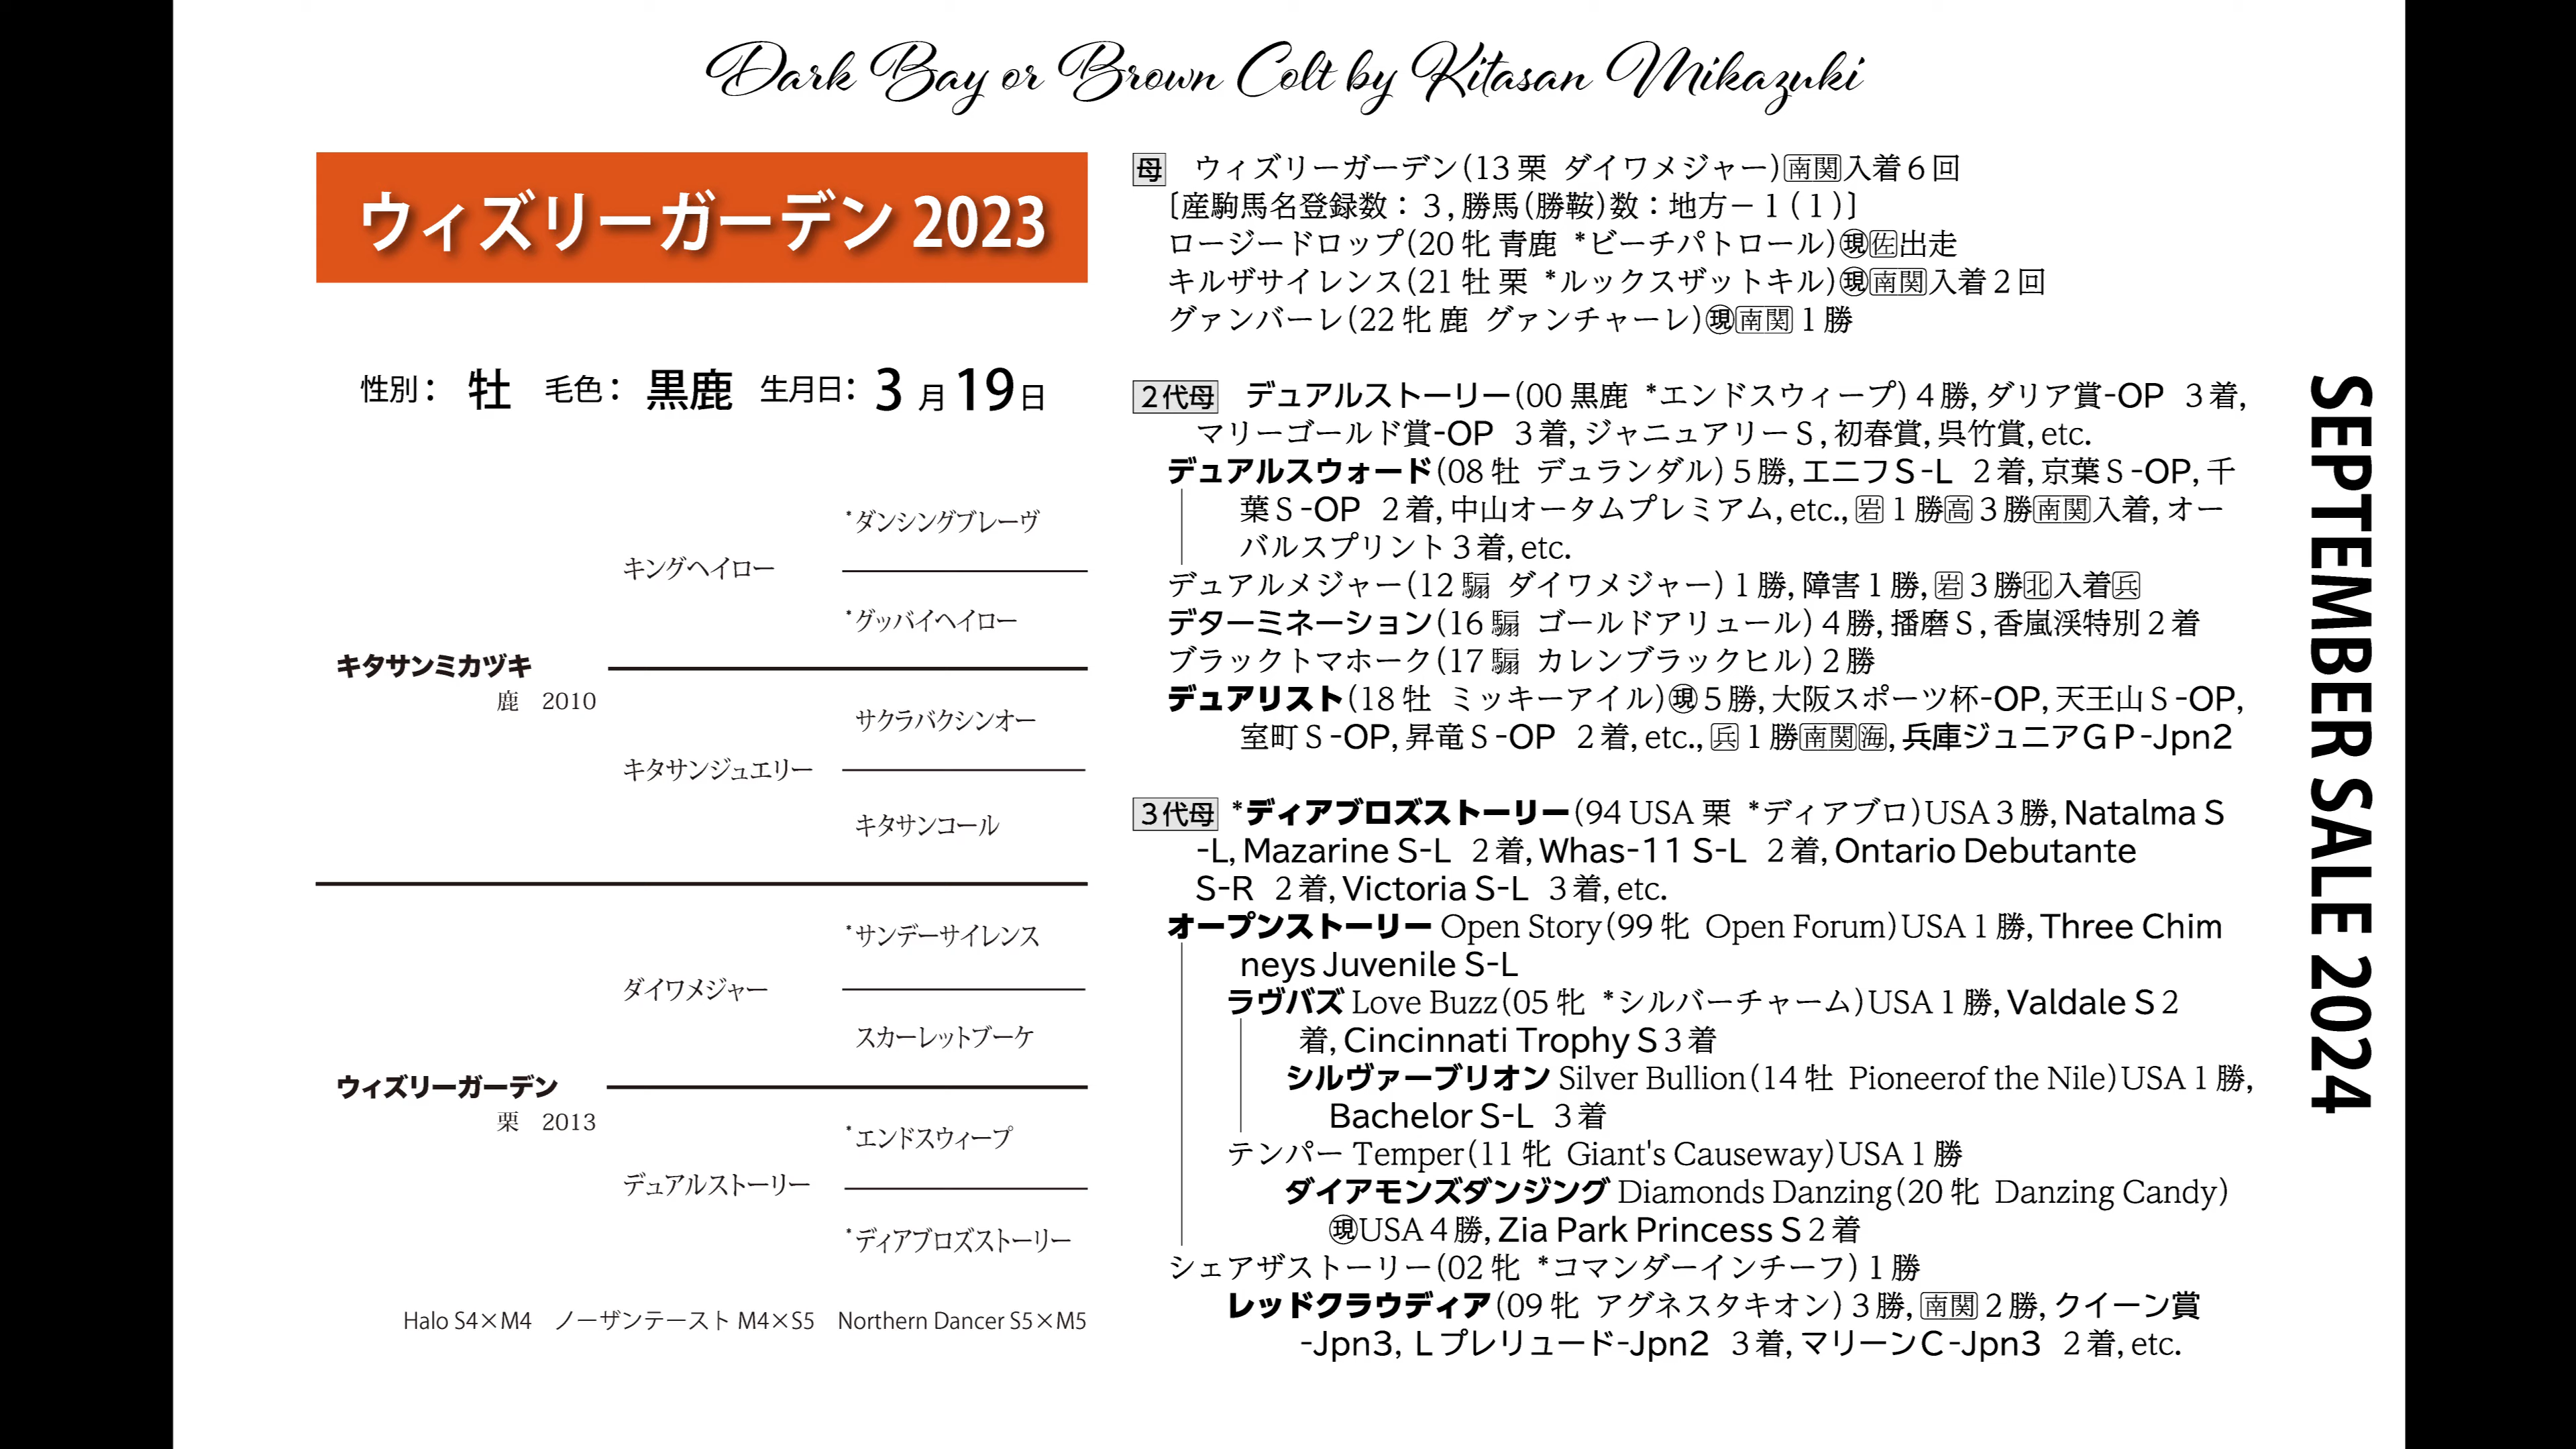 Dark Bay or Brown Colt by Kitasan Mikazuki
ウィズリーガーデン 2023
性別： 牡 毛色： 黒鹿 生月日： 3 月 19 日
*ダンシングブレーヴ
キングヘイロー
*グッバイヘイロー
キタサンミカヅキ
鹿 2010
サクラバクシンオー
キタサンジュエリー
キタサンコール
*サンデーサイレンス
ダイワメジャー
スカーレットブーケ
ウィズリーガーデン
栗 2013
*エンドスウィープ
デュアルストーリー
*ディアブロズストーリー
Halo S4×M4 ノーザンテースト M4×S5 Northern Dancer S5×M5
母 ウィズリーガーデン(13 栗 ダイワメジャー)南関入着６回
〔産駒馬名登録数：３, 勝馬(勝鞍)数：地方－１(１)〕
ロージードロップ(20 牝 青鹿 *ビーチパトロール)現佐出走
キルザサイレンス(21 牡 栗 *ルックスザットキル)現南関入着２回
グァンバーレ(22 牝 鹿 グァンチャーレ)現南関１勝
２代母 デュアルストーリー(00 黒鹿 *エンドスウィープ)４勝, ダリア賞-OP ３着,
マリーゴールド賞-OP ３着, ジャニュアリーＳ, 初春賞, 呉竹賞, etc.
デュアルスウォード(08 牡 デュランダル)５勝, エニフＳ-L ２着, 京葉Ｓ-OP, 千
葉Ｓ-OP ２着, 中山オータムプレミアム, etc., 岩１勝高３勝南関入着, オー
バルスプリント３着, etc.
デュアルメジャー(12 騸 ダイワメジャー)１勝, 障害１勝, 岩３勝北入着兵
デターミネーション(16 騸 ゴールドアリュール)４勝, 播磨Ｓ, 香嵐渓特別２着
ブラックトマホーク(17 騸 カレンブラックヒル)２勝
デュアリスト(18 牡 ミッキーアイル)現５勝, 大阪スポーツ杯-OP, 天王山Ｓ-OP,
室町Ｓ-OP, 昇竜Ｓ-OP ２着, etc., 兵１勝南関海, 兵庫ジュニアＧＰ-Jpn2
３代母 *ディアブロズストーリー(94 USA 栗 *ディアブロ)USA３勝, Natalma S
-L, Mazarine S-L ２着, Whas-11 S-L ２着, Ontario Debutante
S-R ２着, Victoria S-L ３着, etc.
オープンストーリー Open Story(99 牝 Open Forum)USA１勝, Three Chim
neys Juvenile S-L
ラヴバズ Love Buzz(05 牝 *シルバーチャーム)USA１勝, Valdale S２
着, Cincinnati Trophy S３着
シルヴァーブリオン Silver Bullion(14 牡 Pioneerof the Nile)USA１勝,
Bachelor S-L ３着
テンパー Temper(11 牝 Giant's Causeway)USA１勝
ダイアモンズダンジング Diamonds Danzing(20 牝 Danzing Candy)
現USA４勝, Zia Park Princess S２着
シェアザストーリー(02 牝 *コマンダーインチーフ)１勝
レッドクラウディア(09 牝 アグネスタキオン)３勝, 南関２勝, クイーン賞
-Jpn3, Ｌプレリュード-Jpn2 ３着, マリーンＣ-Jpn3 ２着, etc.
SEPTEMBER SALE 2024